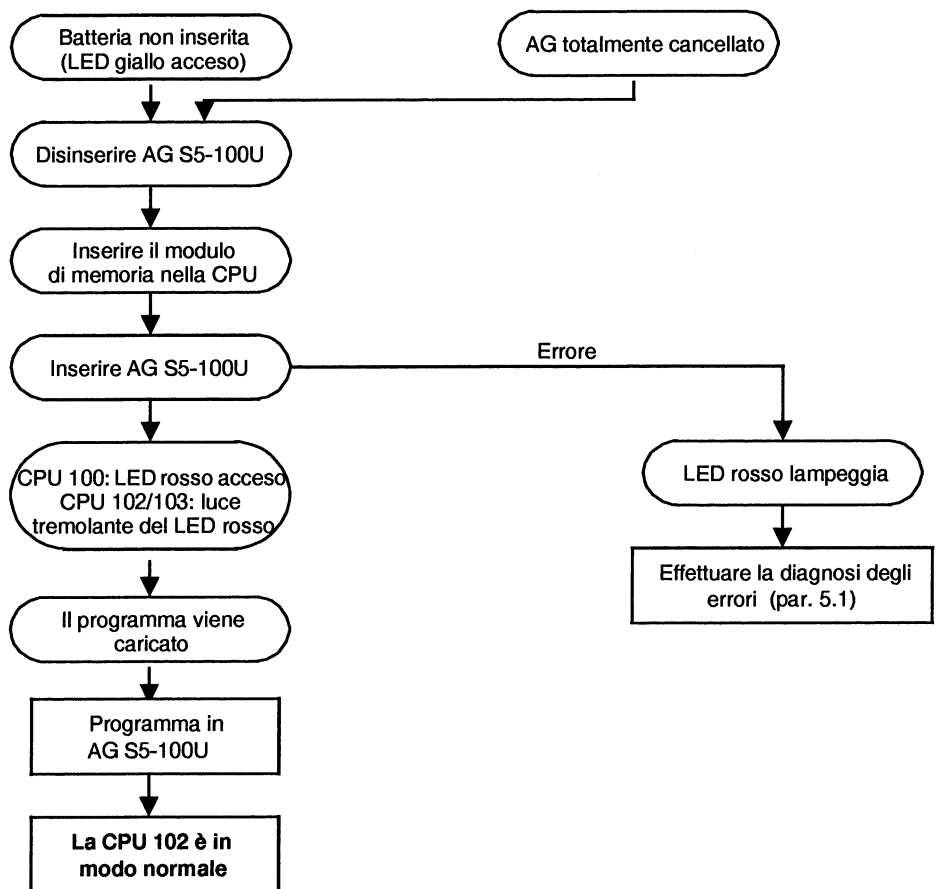 Batteria non inserita
(LED giallo acceso)
AG totalmente cancellato
Disinserire AG S5-100U
Inserire il modulo
di memoria nella CPU
Inserire AG S5-100U
Errore
CPU 100: LED rosso acceso
CPU 102/103: luce
tremolante del LED rosso
LED rosso lampeggia
Effettuare la diagnosi degli
errori (par. 5.1)
Il programma viene
caricato
Programma in
AG S5-100U
La CPU 102 è in
modo normale